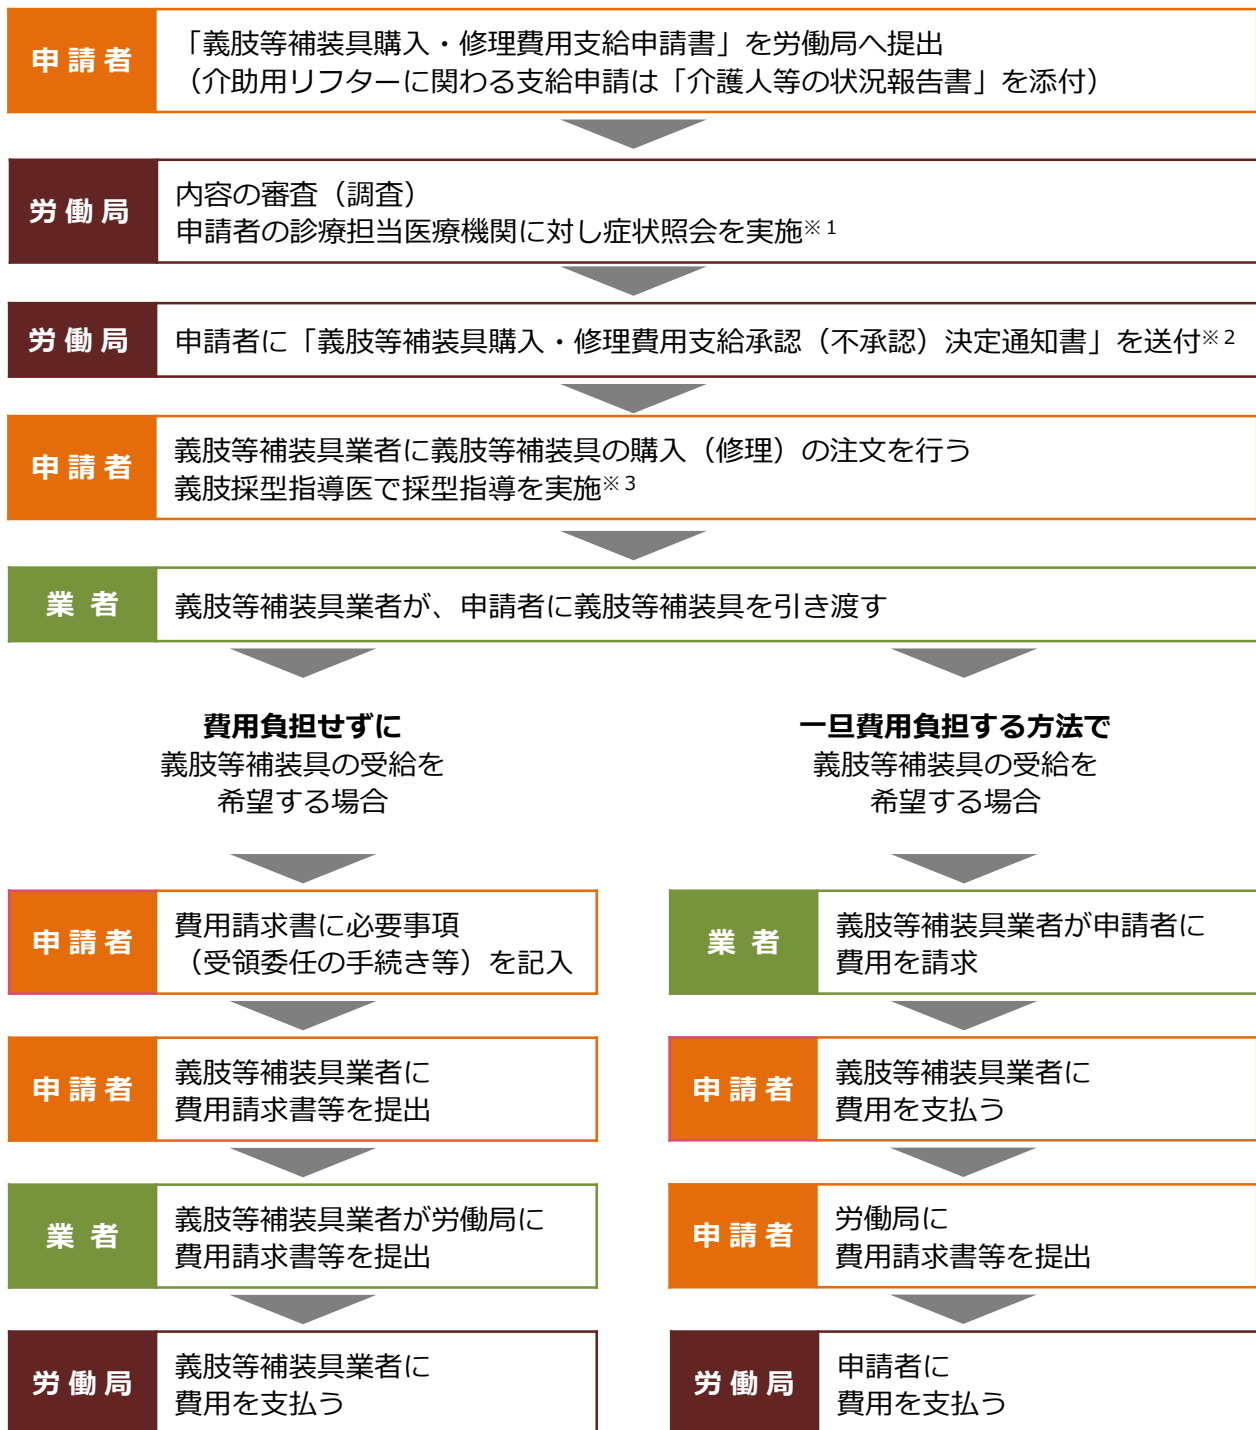 申請者
「義肢等補装具購入・修理費用支給申請書」を労働局へ提出
（介助用リフターに関わる支給申請は「介護人等の状況報告書」を添付）
労働局
内容の審査（調査）
申請者の診療担当医療機関に対し症状照会を実施※1
労働局
申請者に「義肢等補装具購入・修理費用支給承認（不承認）決定通知書」を送付※2
申請者
義肢等補装具業者に義肢等補装具の購入（修理）の注文を行う
義肢採型指導医で採型指導を実施※3
業者
義肢等補装具業者が、申請者に義肢等補装具を引き渡す
費用負担せずに
義肢等補装具の受給を
希望する場合
申請者
費用請求書に必要事項
（受領委任の手続き等）を記入
申請者
義肢等補装具業者に
費用請求書等を提出
業者
義肢等補装具業者が労働局に
費用請求書等を提出
労働局
義肢等補装具業者に
費用を支払う
一旦費用負担する方法で
義肢等補装具の受給を
希望する場合
業者
義肢等補装具業者が申請者に
費用を請求
申請者
義肢等補装具業者に
費用を支払う
申請者
労働局に
費用請求書等を提出
労働局
申請者に
費用を支払う